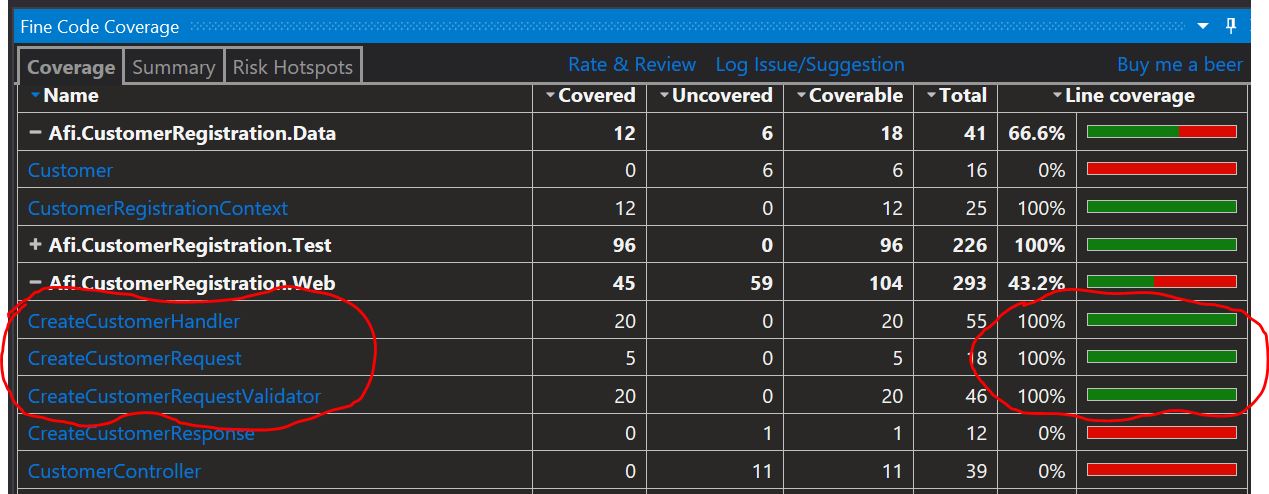 Fine Code Coverage
Coverage Summary Risk Hotspots Rate & Review Log Issue/Suggestion Buy me a beer
Name Covered Uncovered Coverable Total Line coverage
Afi.CustomerRegistration.Data 12 6 18 41 66.6%
Customer 0 6 6 16 0%
CustomerRegistrationContext 12 0 12 25 100%
Afi.CustomerRegistration.Test 96 0 96 226 100%
Afi.CustomerRegistration.Web 45 59 104 293 43.2%
CreateCustomerHandler 20 0 20 55 100%
CreateCustomerRequest 5 0 5 18 100%
CreateCustomerRequestValidator 20 0 20 46 100%
CreateCustomerResponse 0 1 1 12 0%
CustomerController 0 11 11 39 0%